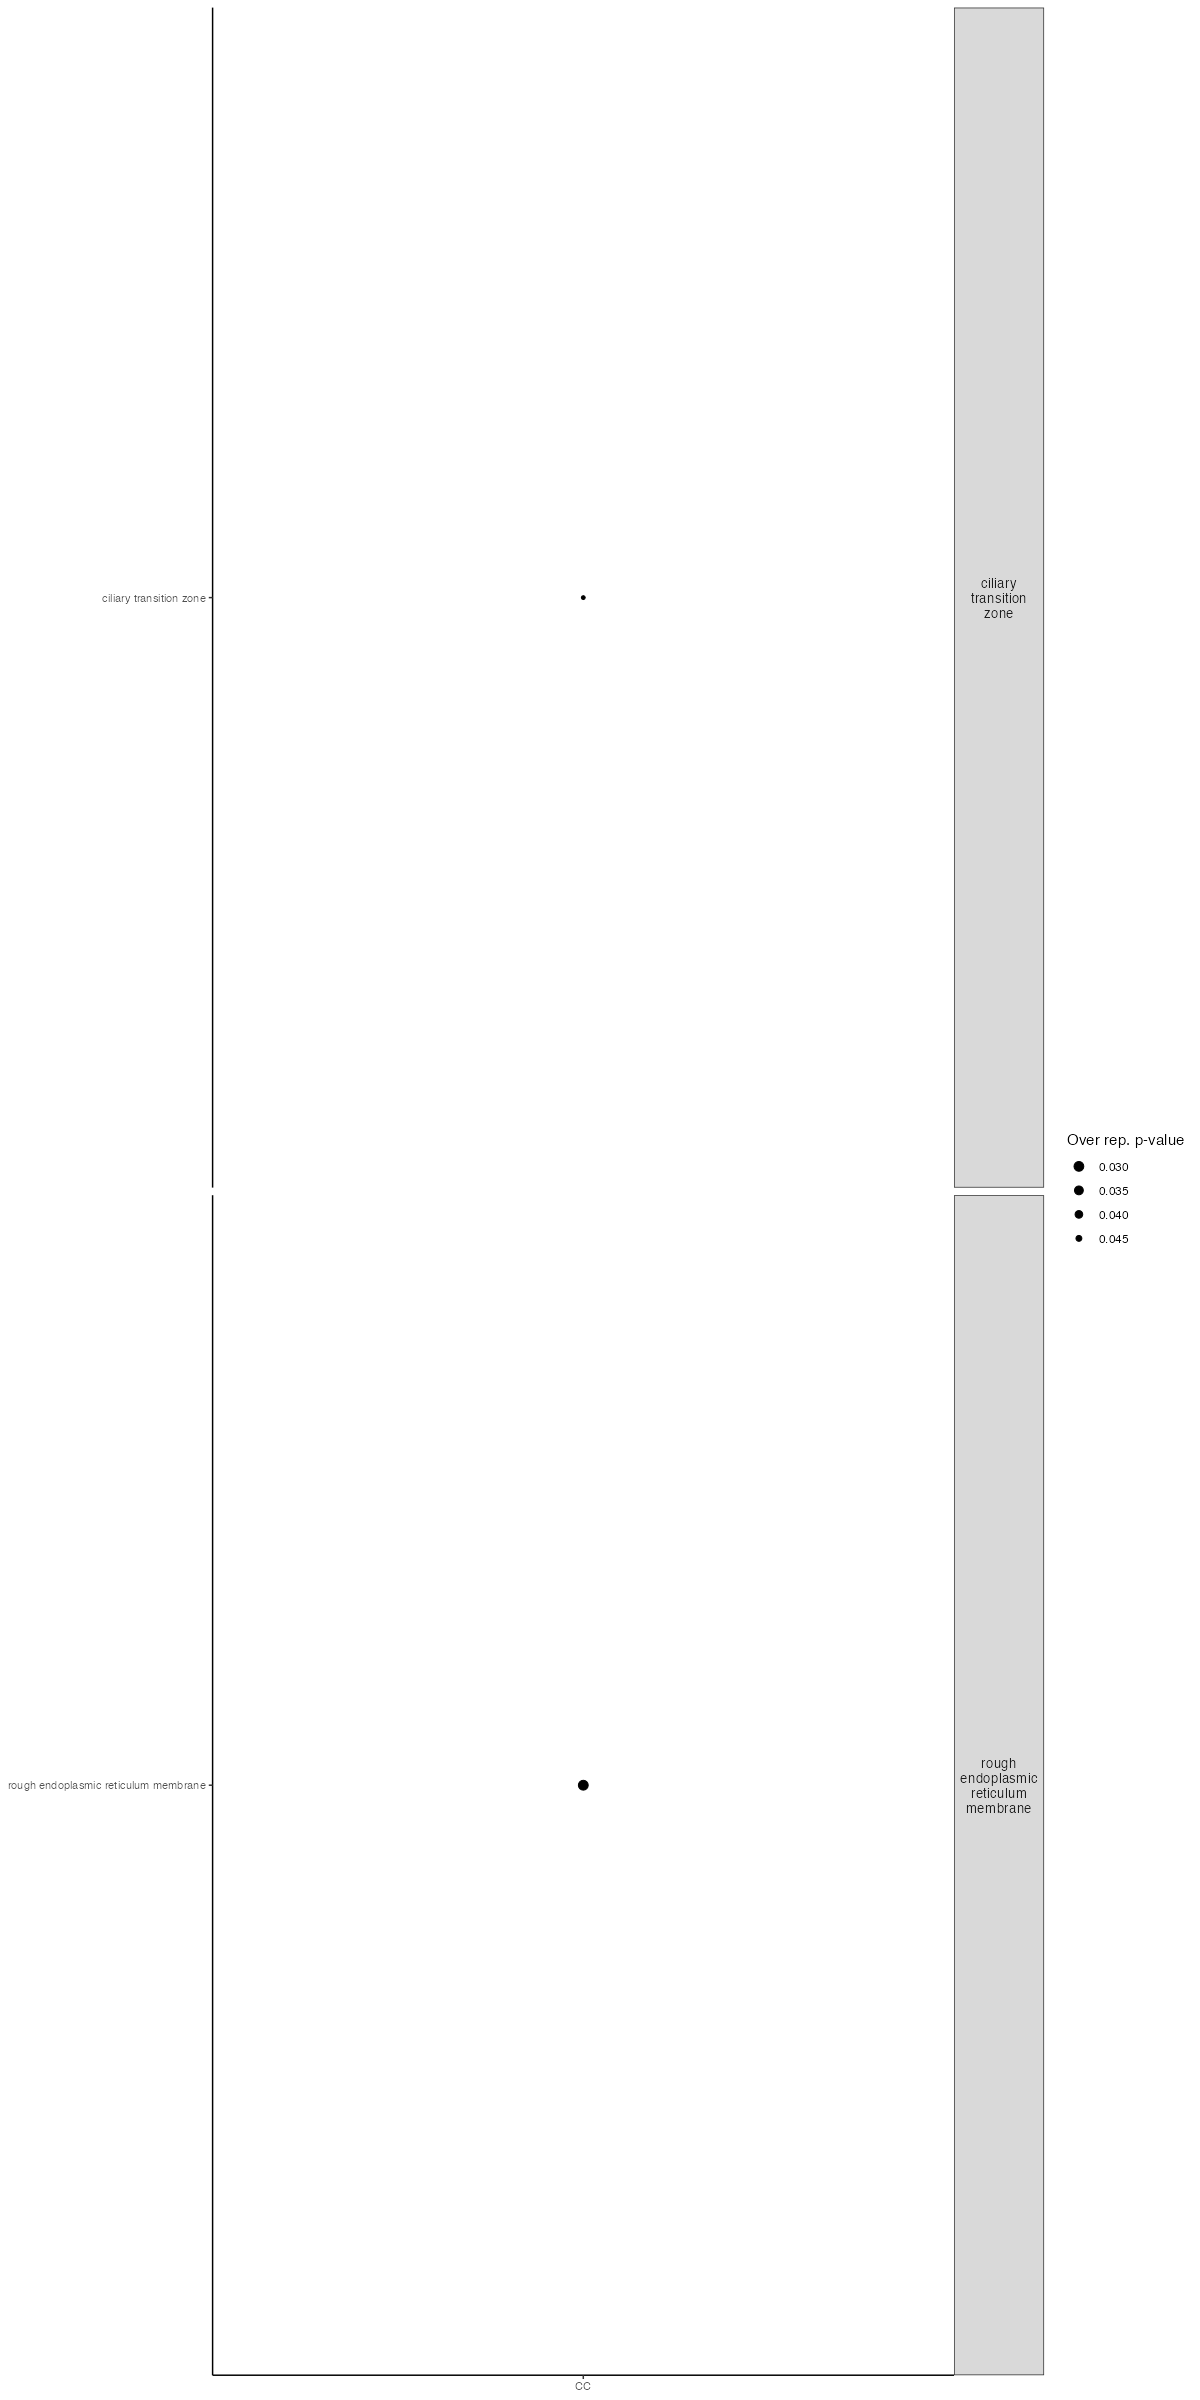 ciliary transition zone
ciliary
transition
zone
Over rep. p-value
0.030
0.035
0.040
0.045
rough endoplasmic reticulum membrane
rough
endoplasmic
reticulum
membrane
CC